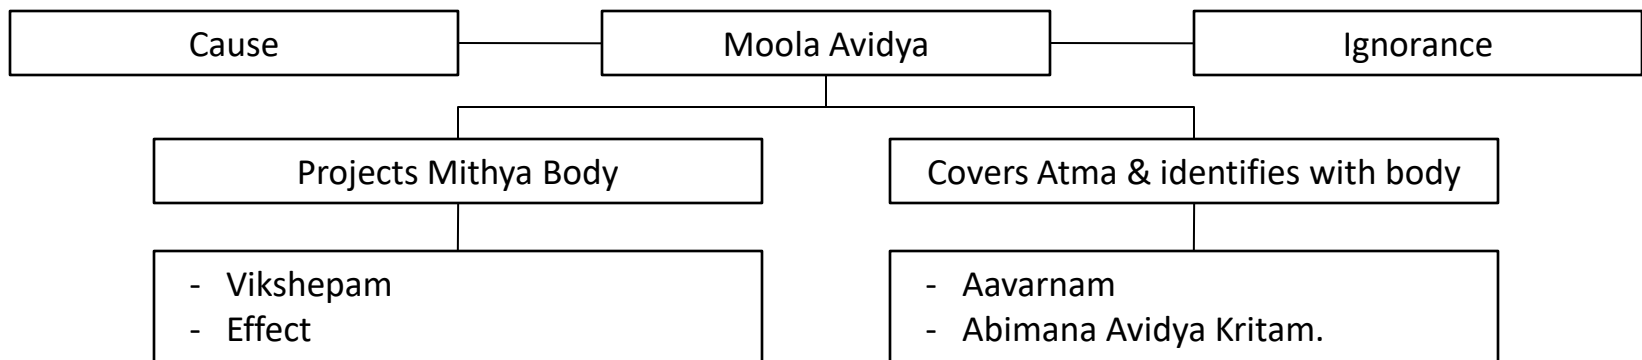 Cause
Moola Avidya
Ignorance
Projects Mithya Body
Covers Atma & identifies with body
- Vikshepam
- Effect
- Aavarnam
- Abimana Avidya Kritam.